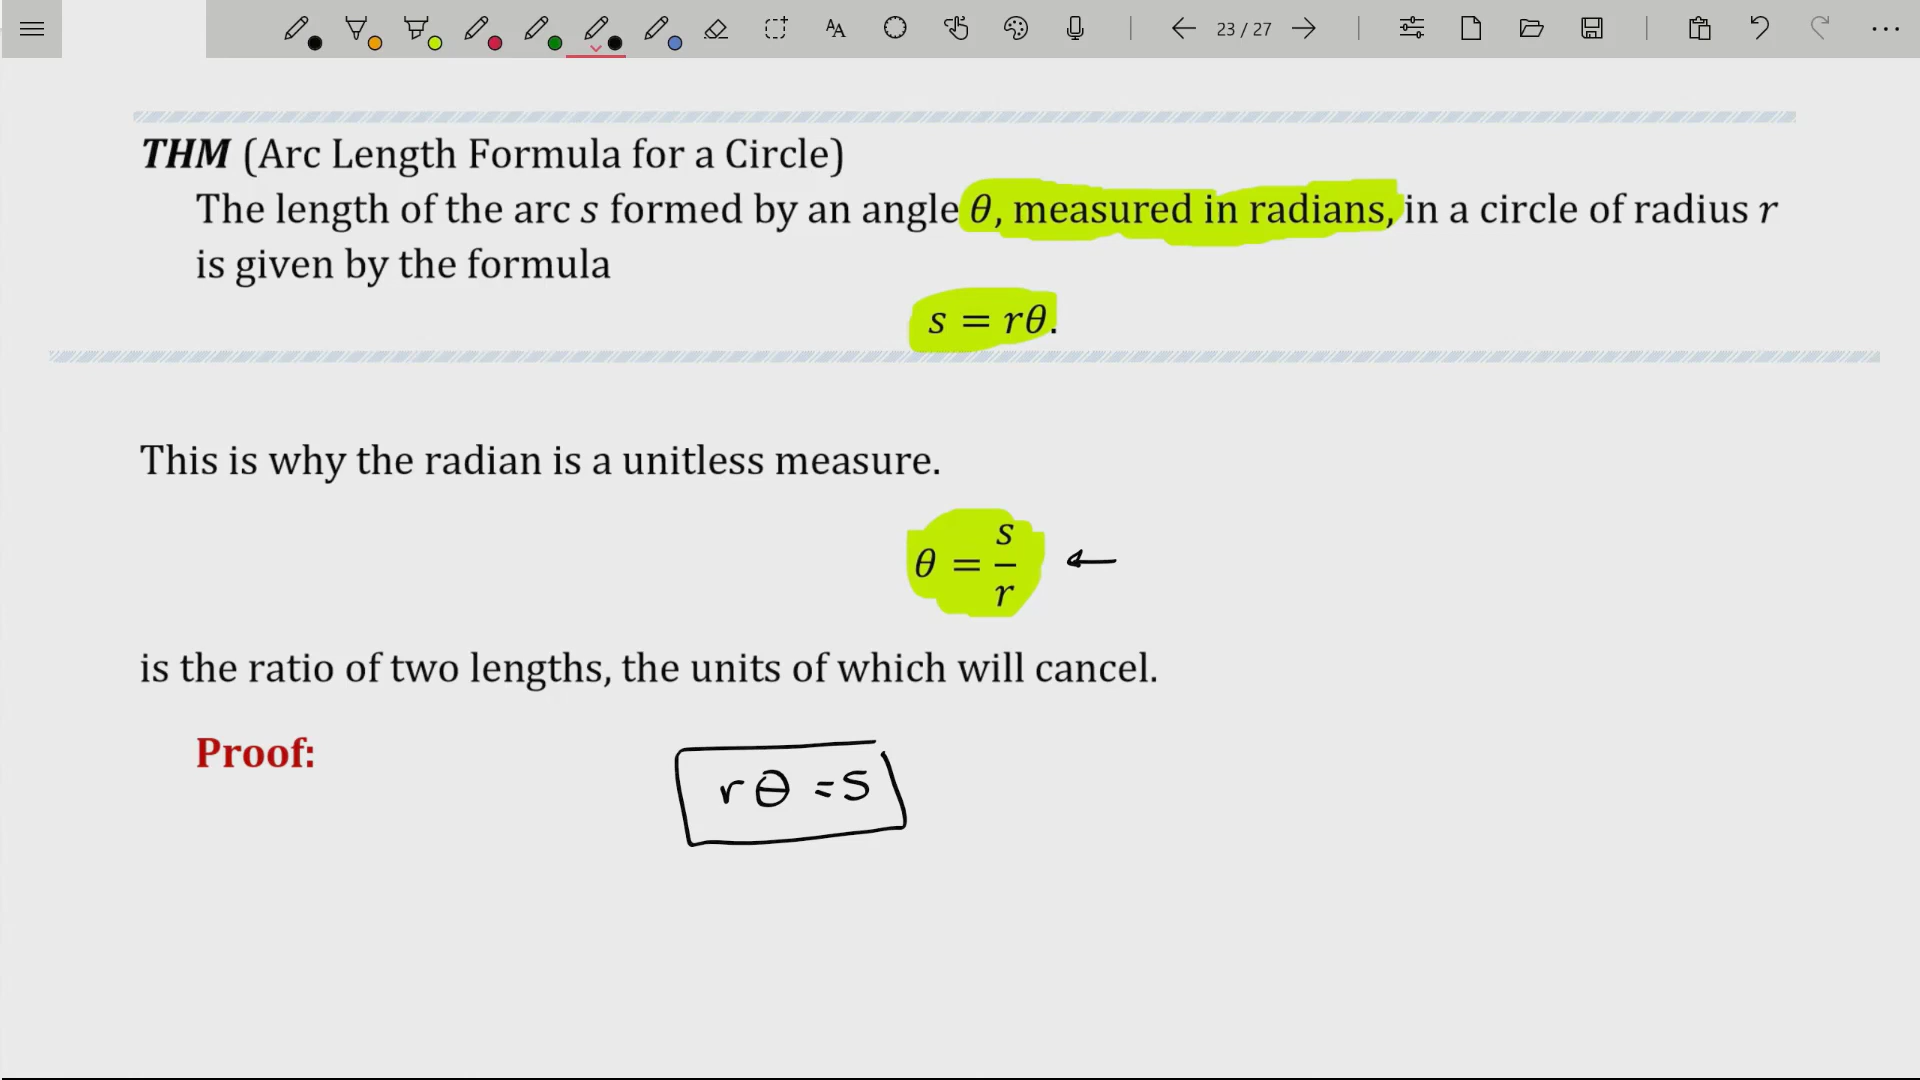 23 / 27
THM (Arc Length Formula for a Circle)
The length of the arc s formed by an angle θ, measured in radians, in a circle of radius r
is given by the formula
s = rθ.
This is why the radian is a unitless measure.
θ = s/r
is the ratio of two lengths, the units of which will cancel.
Proof:
rθ = s